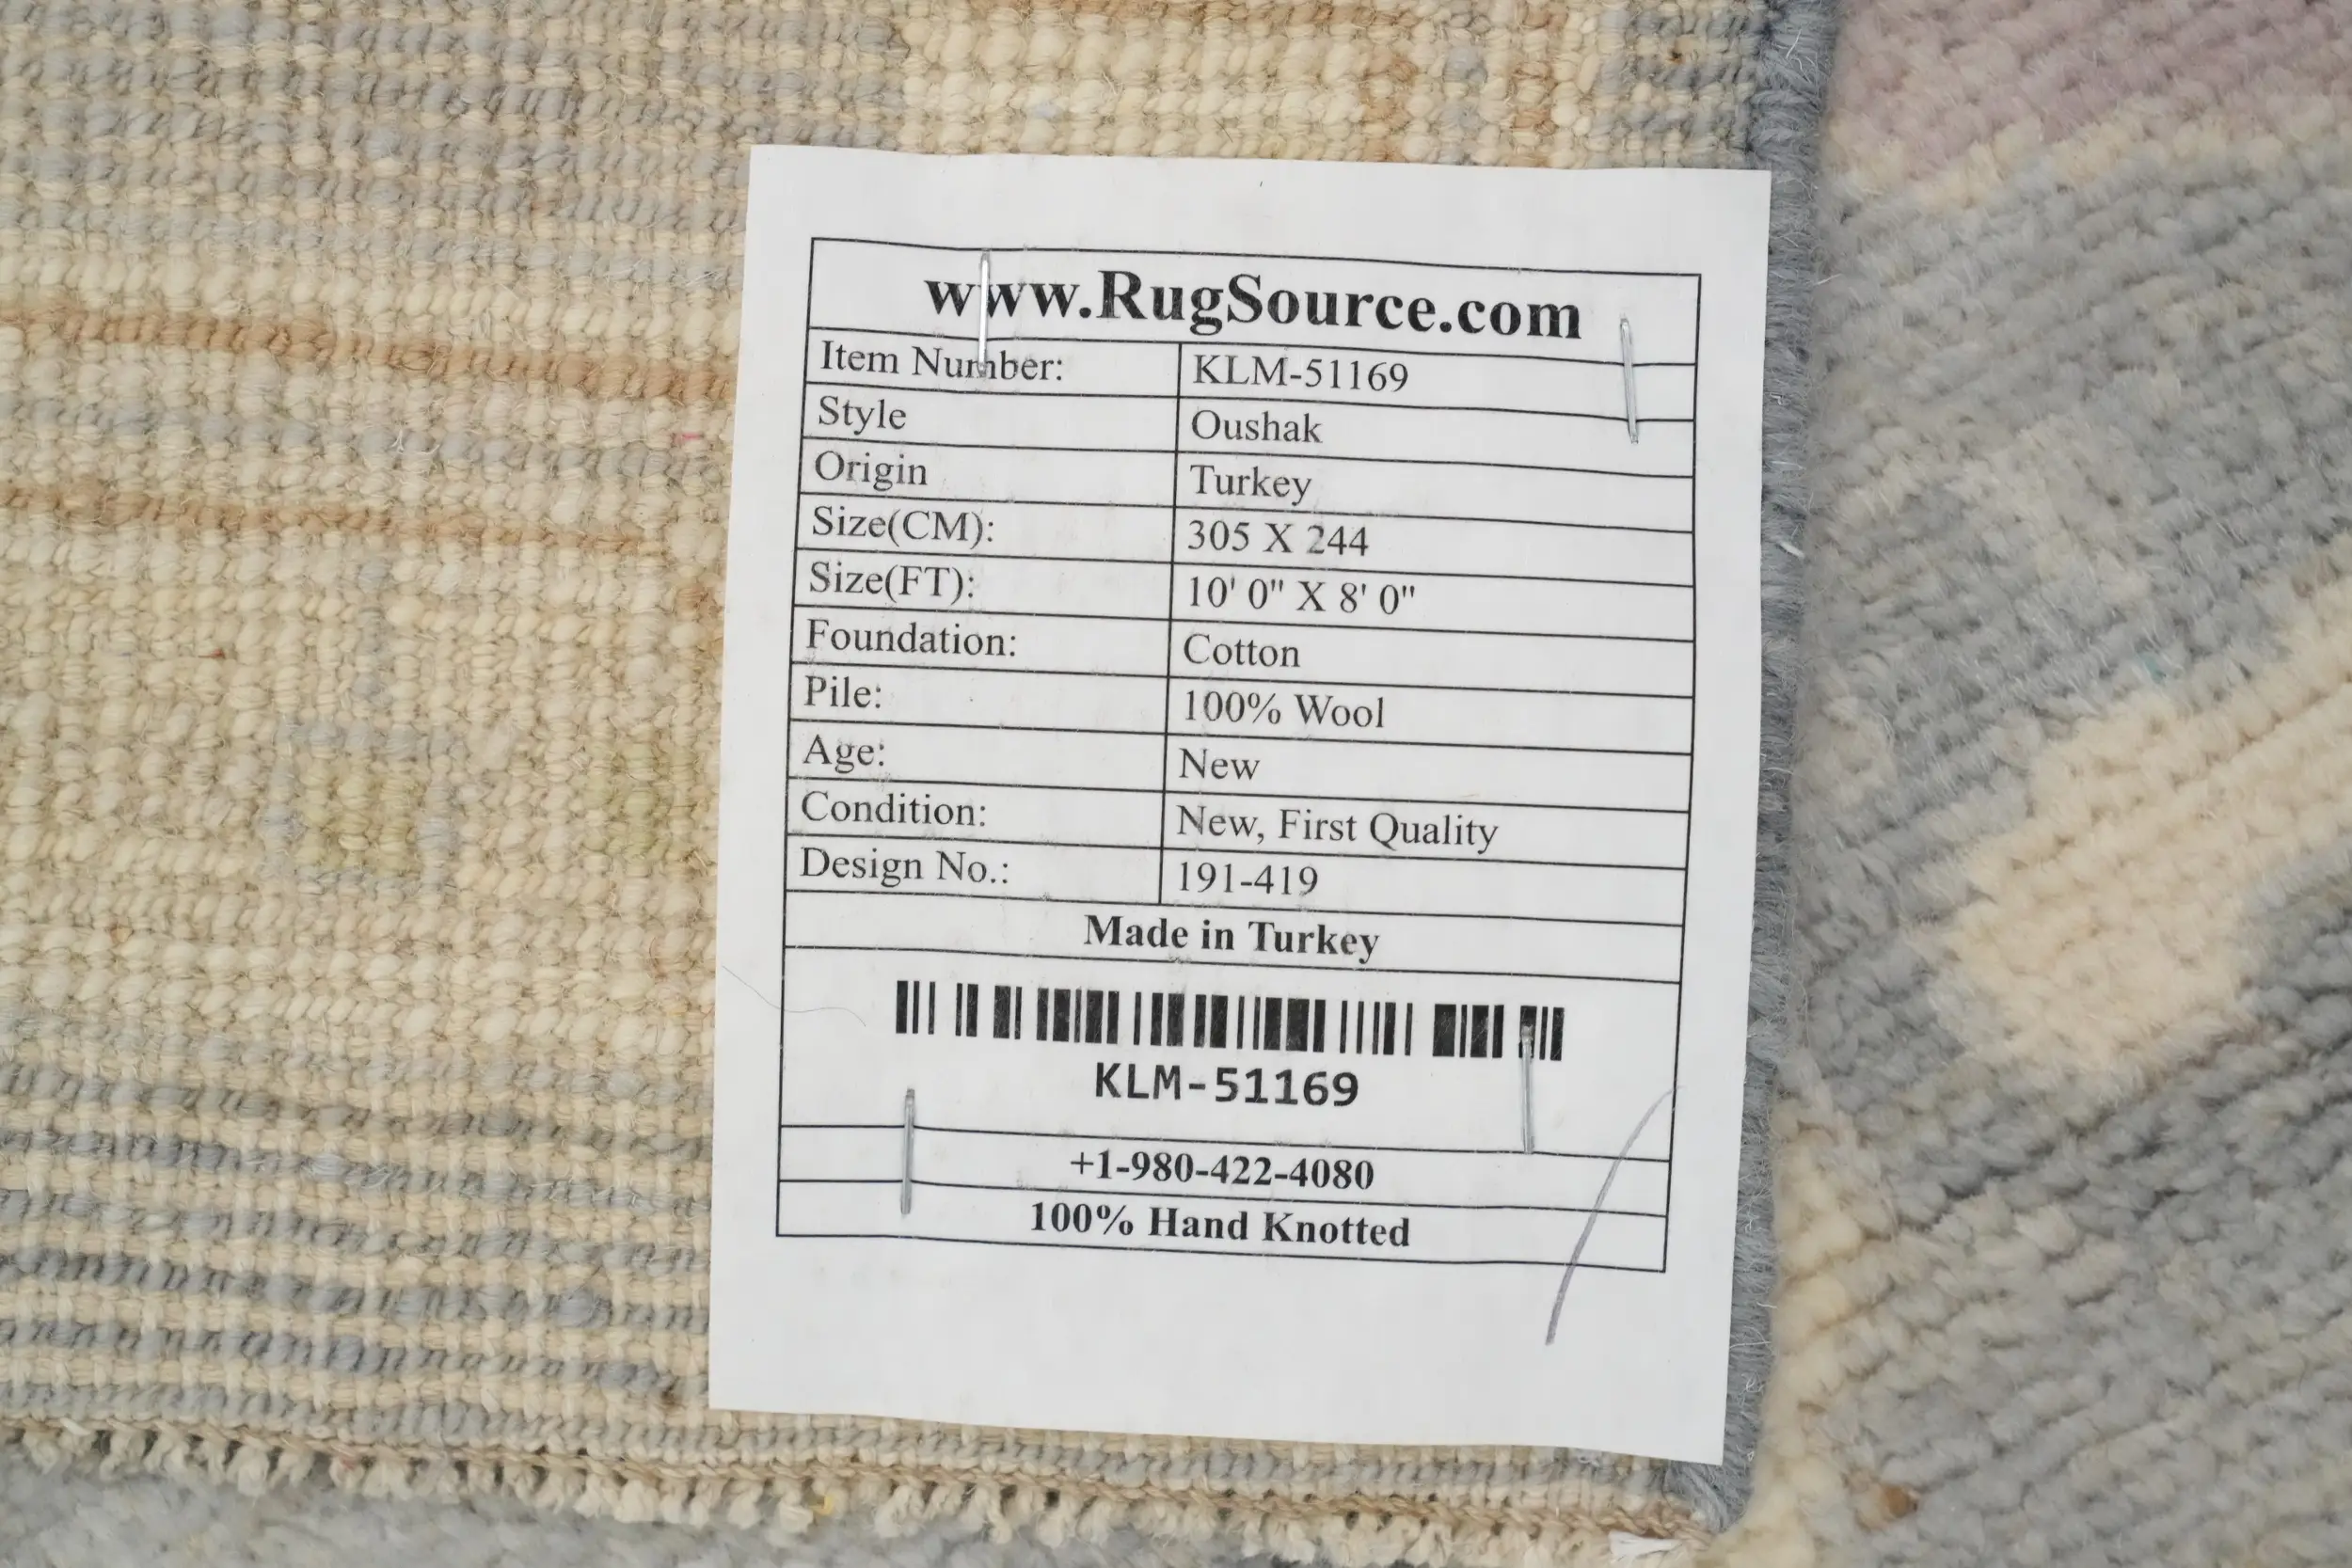 www.RugSource.com
Item Number: KLM-51169
Style Oushak
Origin Turkey
Size(CM): 305 X 244
Size(FT): 10' 0" X 8' 0"
Foundation: Cotton
Pile: 100% Wool
Age: New
Condition: New, First Quality
Design No.: 191-419
Made in Turkey
KLM-51169
+1-980-422-4080
100% Hand Knotted